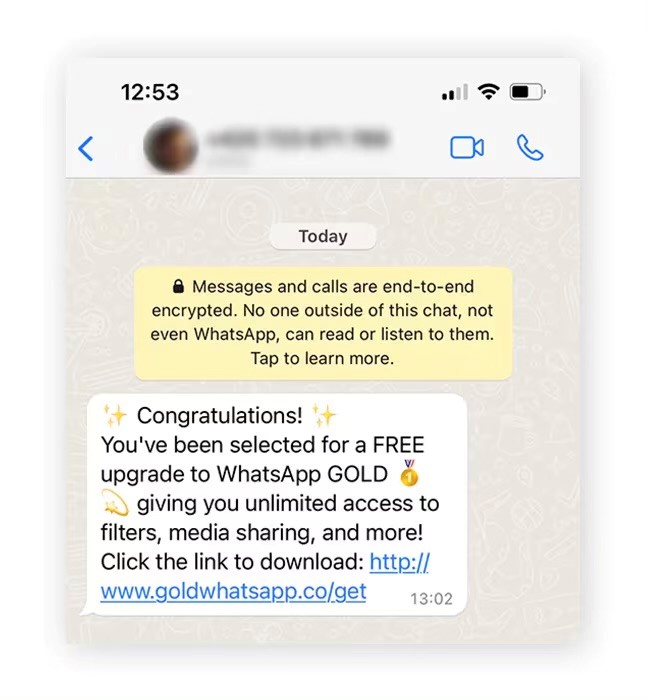 12:53
Today
🔒 Messages and calls are end-to-end
encrypted. No one outside of this chat, not
even WhatsApp, can read or listen to them.
Tap to learn more.
✨ Congratulations! ✨
You've been selected for a FREE
upgrade to WhatsApp GOLD 🏅
💫 giving you unlimited access to
filters, media sharing, and more!
Click the link to download: http://
www.goldwhatsapp.co/get 13:02